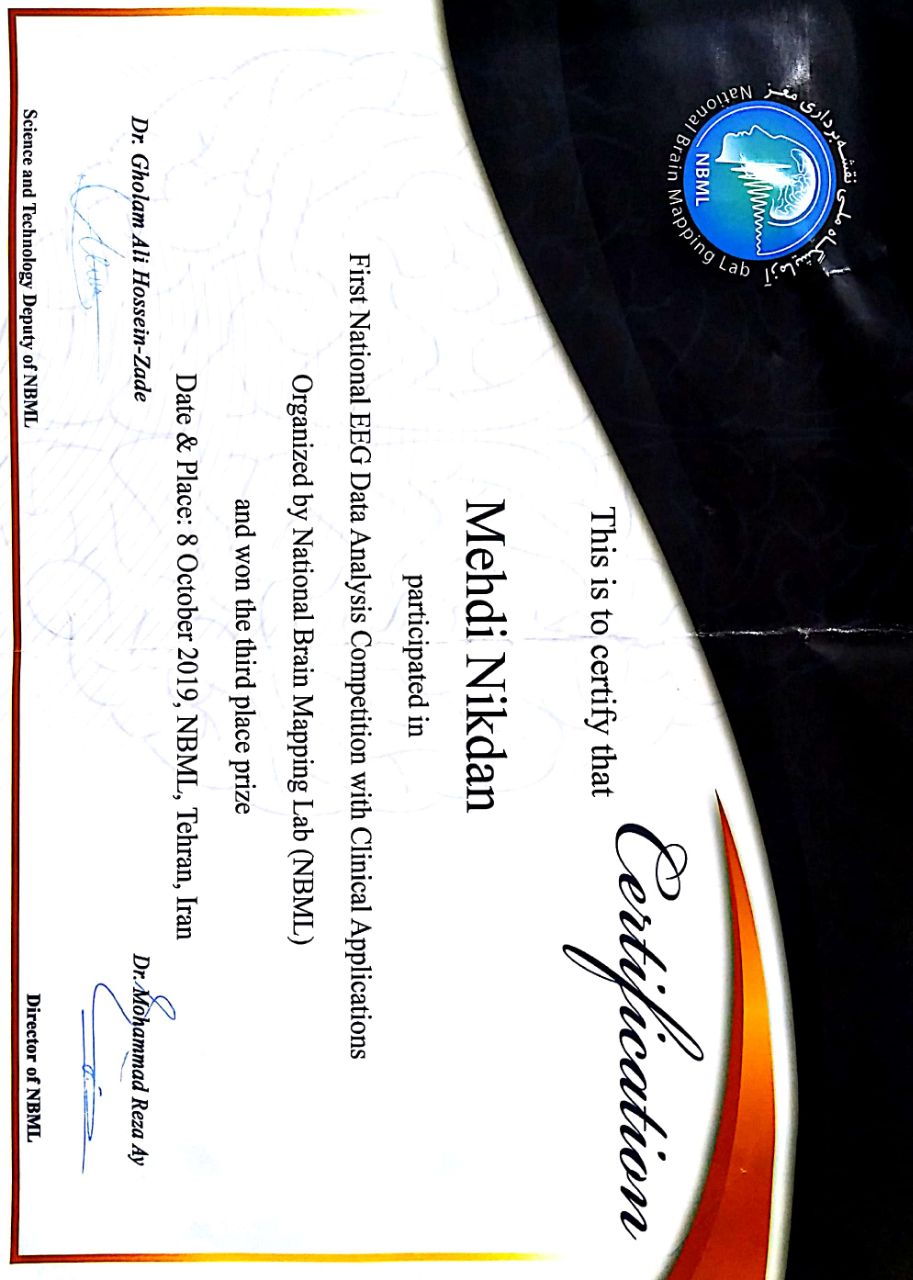 آزمایشگاه ملی نقشه‌برداری مغز
NBML
National Brain Mapping Lab
Certification
This is to certify that
Mehdi Nikdan
participated in
First National EEG Data Analysis Competition with Clinical Applications
Organized by National Brain Mapping Lab (NBML)
and won the third place prize
Date & Place: 8 October 2019, NBML, Tehran, Iran
Dr. Gholam Ali Hossein-Zade
Dr. Mohammad Reza Ay
Science and Technology Deputy of NBML
Director of NBML